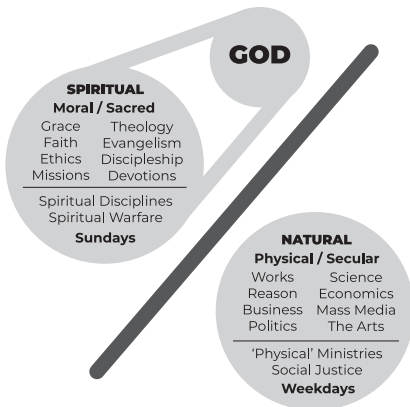 GOD
SPIRITUAL
Moral / Sacred
Grace Theology
Faith Evangelism
Ethics Discipleship
Missions Devotions
Spiritual Disciplines
Spiritual Warfare
Sundays
NATURAL
Physical / Secular
Works Science
Reason Economics
Business Mass Media
Politics The Arts
‘Physical’ Ministries
Social Justice
Weekdays